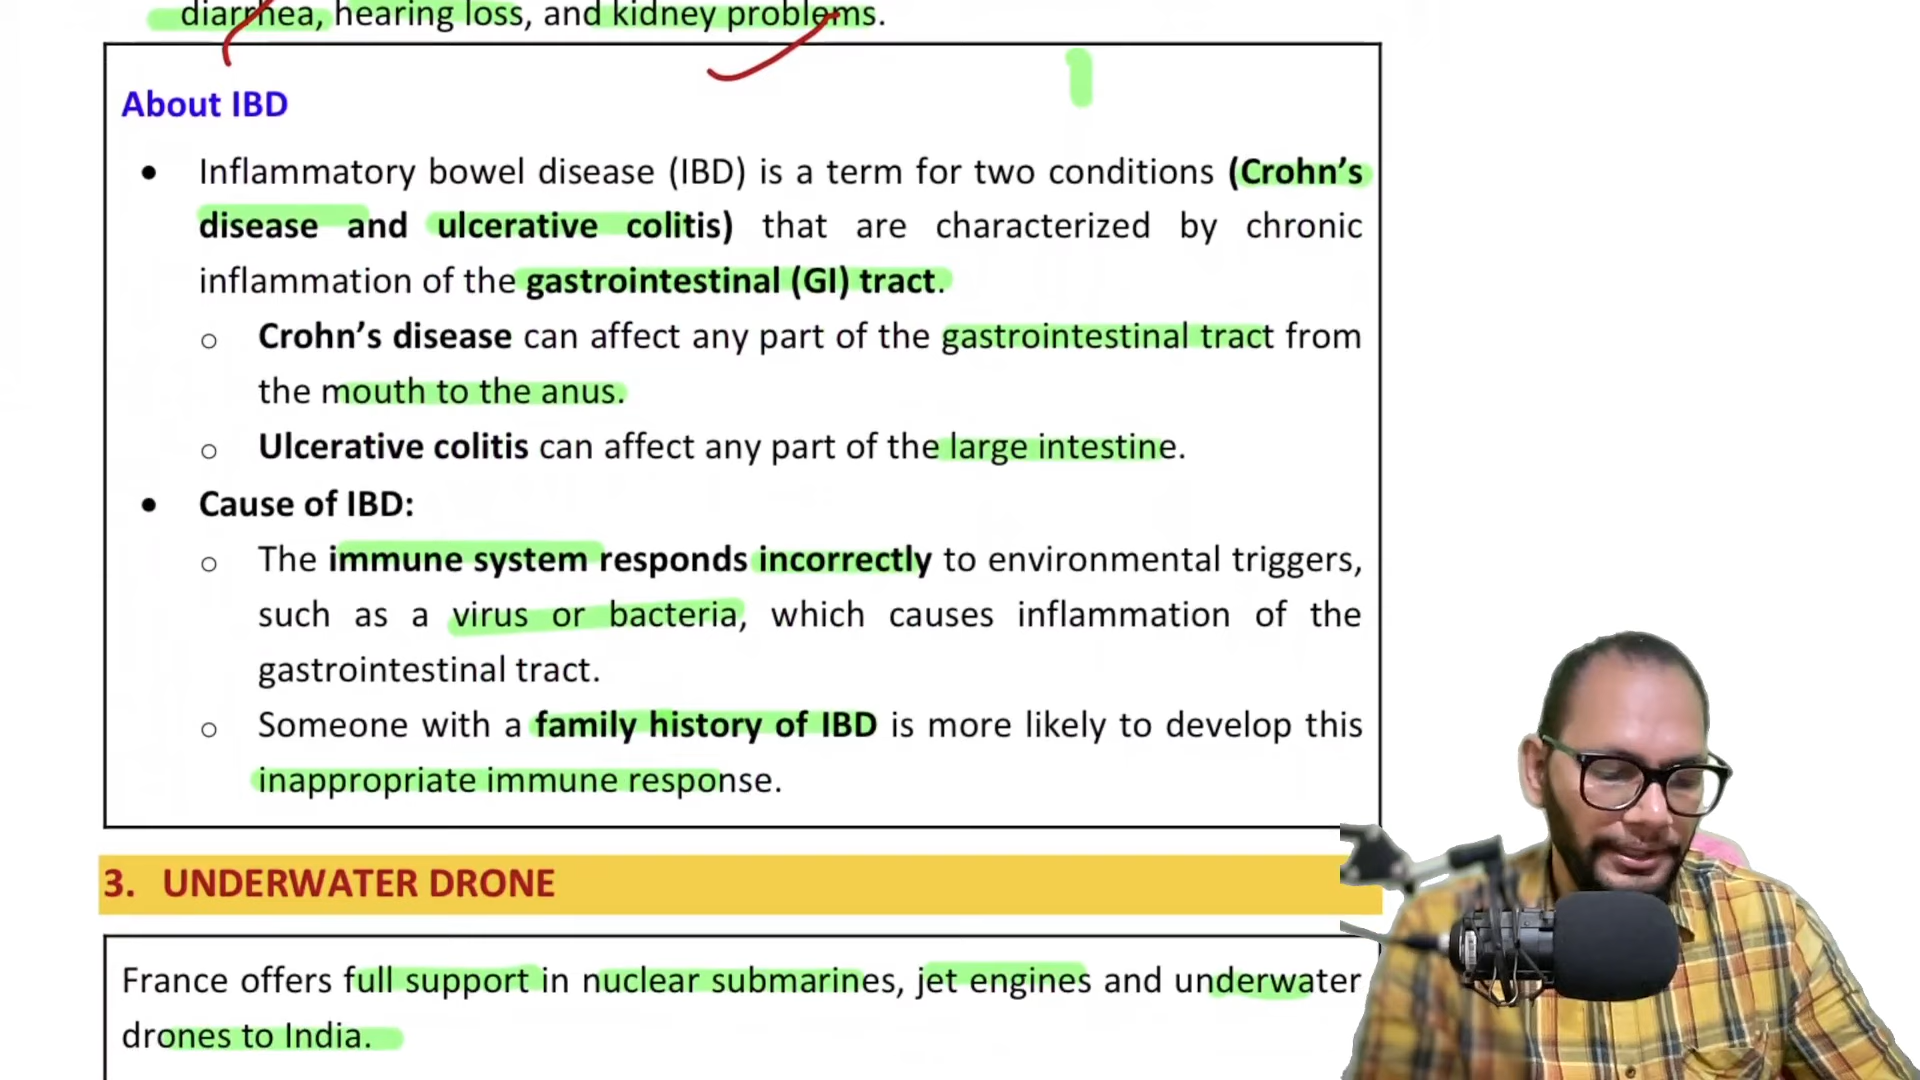 diarrhea, hearing loss, and kidney problems.
About IBD
• Inflammatory bowel disease (IBD) is a term for two conditions (Crohn’s
disease and ulcerative colitis) that are characterized by chronic
inflammation of the gastrointestinal (GI) tract.
o Crohn’s disease can affect any part of the gastrointestinal tract from
the mouth to the anus.
o Ulcerative colitis can affect any part of the large intestine.
• Cause of IBD:
o The immune system responds incorrectly to environmental triggers,
such as a virus or bacteria, which causes inflammation of the
gastrointestinal tract.
o Someone with a family history of IBD is more likely to develop this
inappropriate immune response.
3. UNDERWATER DRONE
France offers full support in nuclear submarines, jet engines and underwater
drones to India.